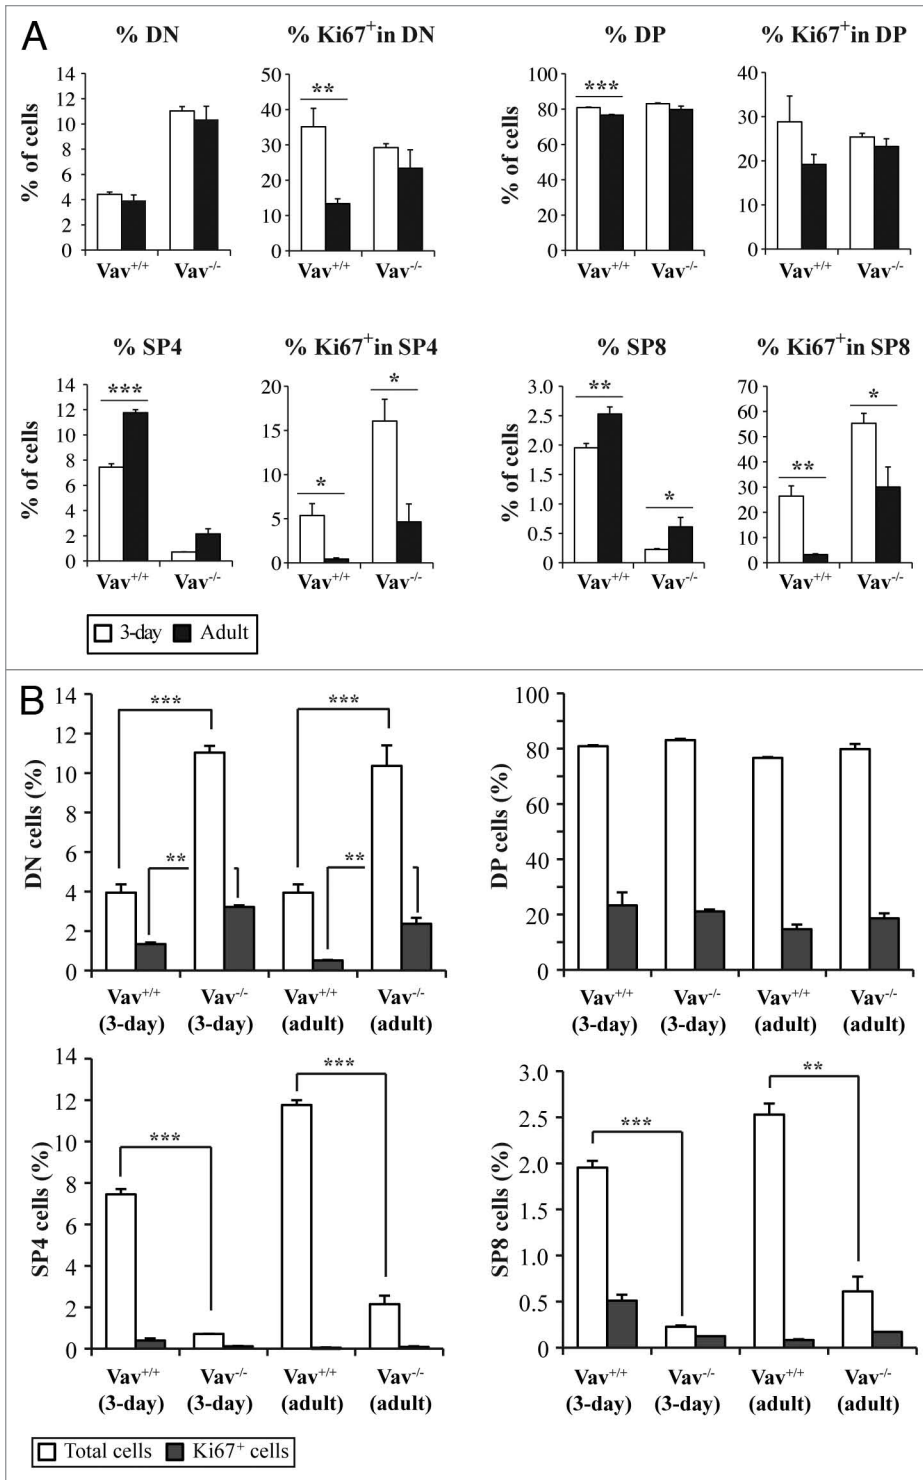 A
% DN
% Ki67⁺in DN
% DP
% Ki67⁺in DP
% of cells
14
12
10
8
6
4
2
0
Vav⁺/⁺ Vav⁻/⁻
50
40
30
20
10
0
Vav⁺/⁺ Vav⁻/⁻
**
% of cells
100
80
60
40
20
0
Vav⁺/⁺ Vav⁻/⁻
***
40
30
20
10
0
Vav⁺/⁺ Vav⁻/⁻
% SP4
% Ki67⁺in SP4
% SP8
% Ki67⁺in SP8
% of cells
14
12
10
8
6
4
2
0
Vav⁺/⁺ Vav⁻/⁻
***
20
15
10
5
0
Vav⁺/⁺ Vav⁻/⁻
*
*
% of cells
3.0
2.5
2.0
1.5
1.0
0.5
0
Vav⁺/⁺ Vav⁻/⁻
**
*
70
60
50
40
30
20
10
0
Vav⁺/⁺ Vav⁻/⁻
**
*
3-day Adult
B
DN cells (%)
14
12
10
8
6
4
2
0
***
***
**
**
Vav⁺/⁺ Vav⁻/⁻ Vav⁺/⁺ Vav⁻/⁻
(3-day) (3-day) (adult) (adult)
DP cells (%)
100
80
60
40
20
0
Vav⁺/⁺ Vav⁻/⁻ Vav⁺/⁺ Vav⁻/⁻
(3-day) (3-day) (adult) (adult)
SP4 cells (%)
14
12
10
8
6
4
2
0
***
***
Vav⁺/⁺ Vav⁻/⁻ Vav⁺/⁺ Vav⁻/⁻
(3-day) (3-day) (adult) (adult)
SP8 cells (%)
3.0
2.5
2.0
1.5
1.0
0.5
0
***
**
Vav⁺/⁺ Vav⁻/⁻ Vav⁺/⁺ Vav⁻/⁻
(3-day) (3-day) (adult) (adult)
Total cells Ki67⁺ cells